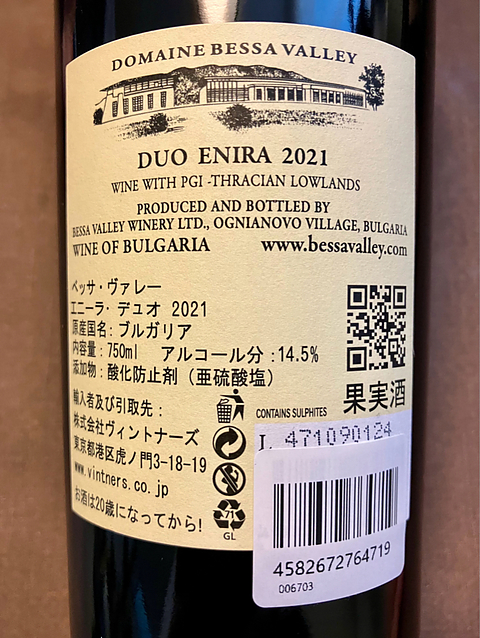 DOMAINE BESSA VALLEY
DUO ENIRA 2021
WINE WITH PGI -THRACIAN LOWLANDS
PRODUCED AND BOTTLED BY
BESSA VALLEY WINERY LTD., OGNIANOVO VILLAGE, BULGARIA
WINE OF BULGARIA www.bessavalley.com
ベッサ・ヴァレー
エニーラ・デュオ 2021
原産国名：ブルガリア
内容量：750ml アルコール分：14.5%
添加物：酸化防止剤（亜硫酸塩）
輸入者及び引取先：
株式会社ヴィントナーズ
東京都港区虎ノ門3-18-19
www.vintners.co.jp
お酒は20歳になってから!
CONTAINS SULPHITES
果実酒
L 471090124
71
GL
4582672764719
006703